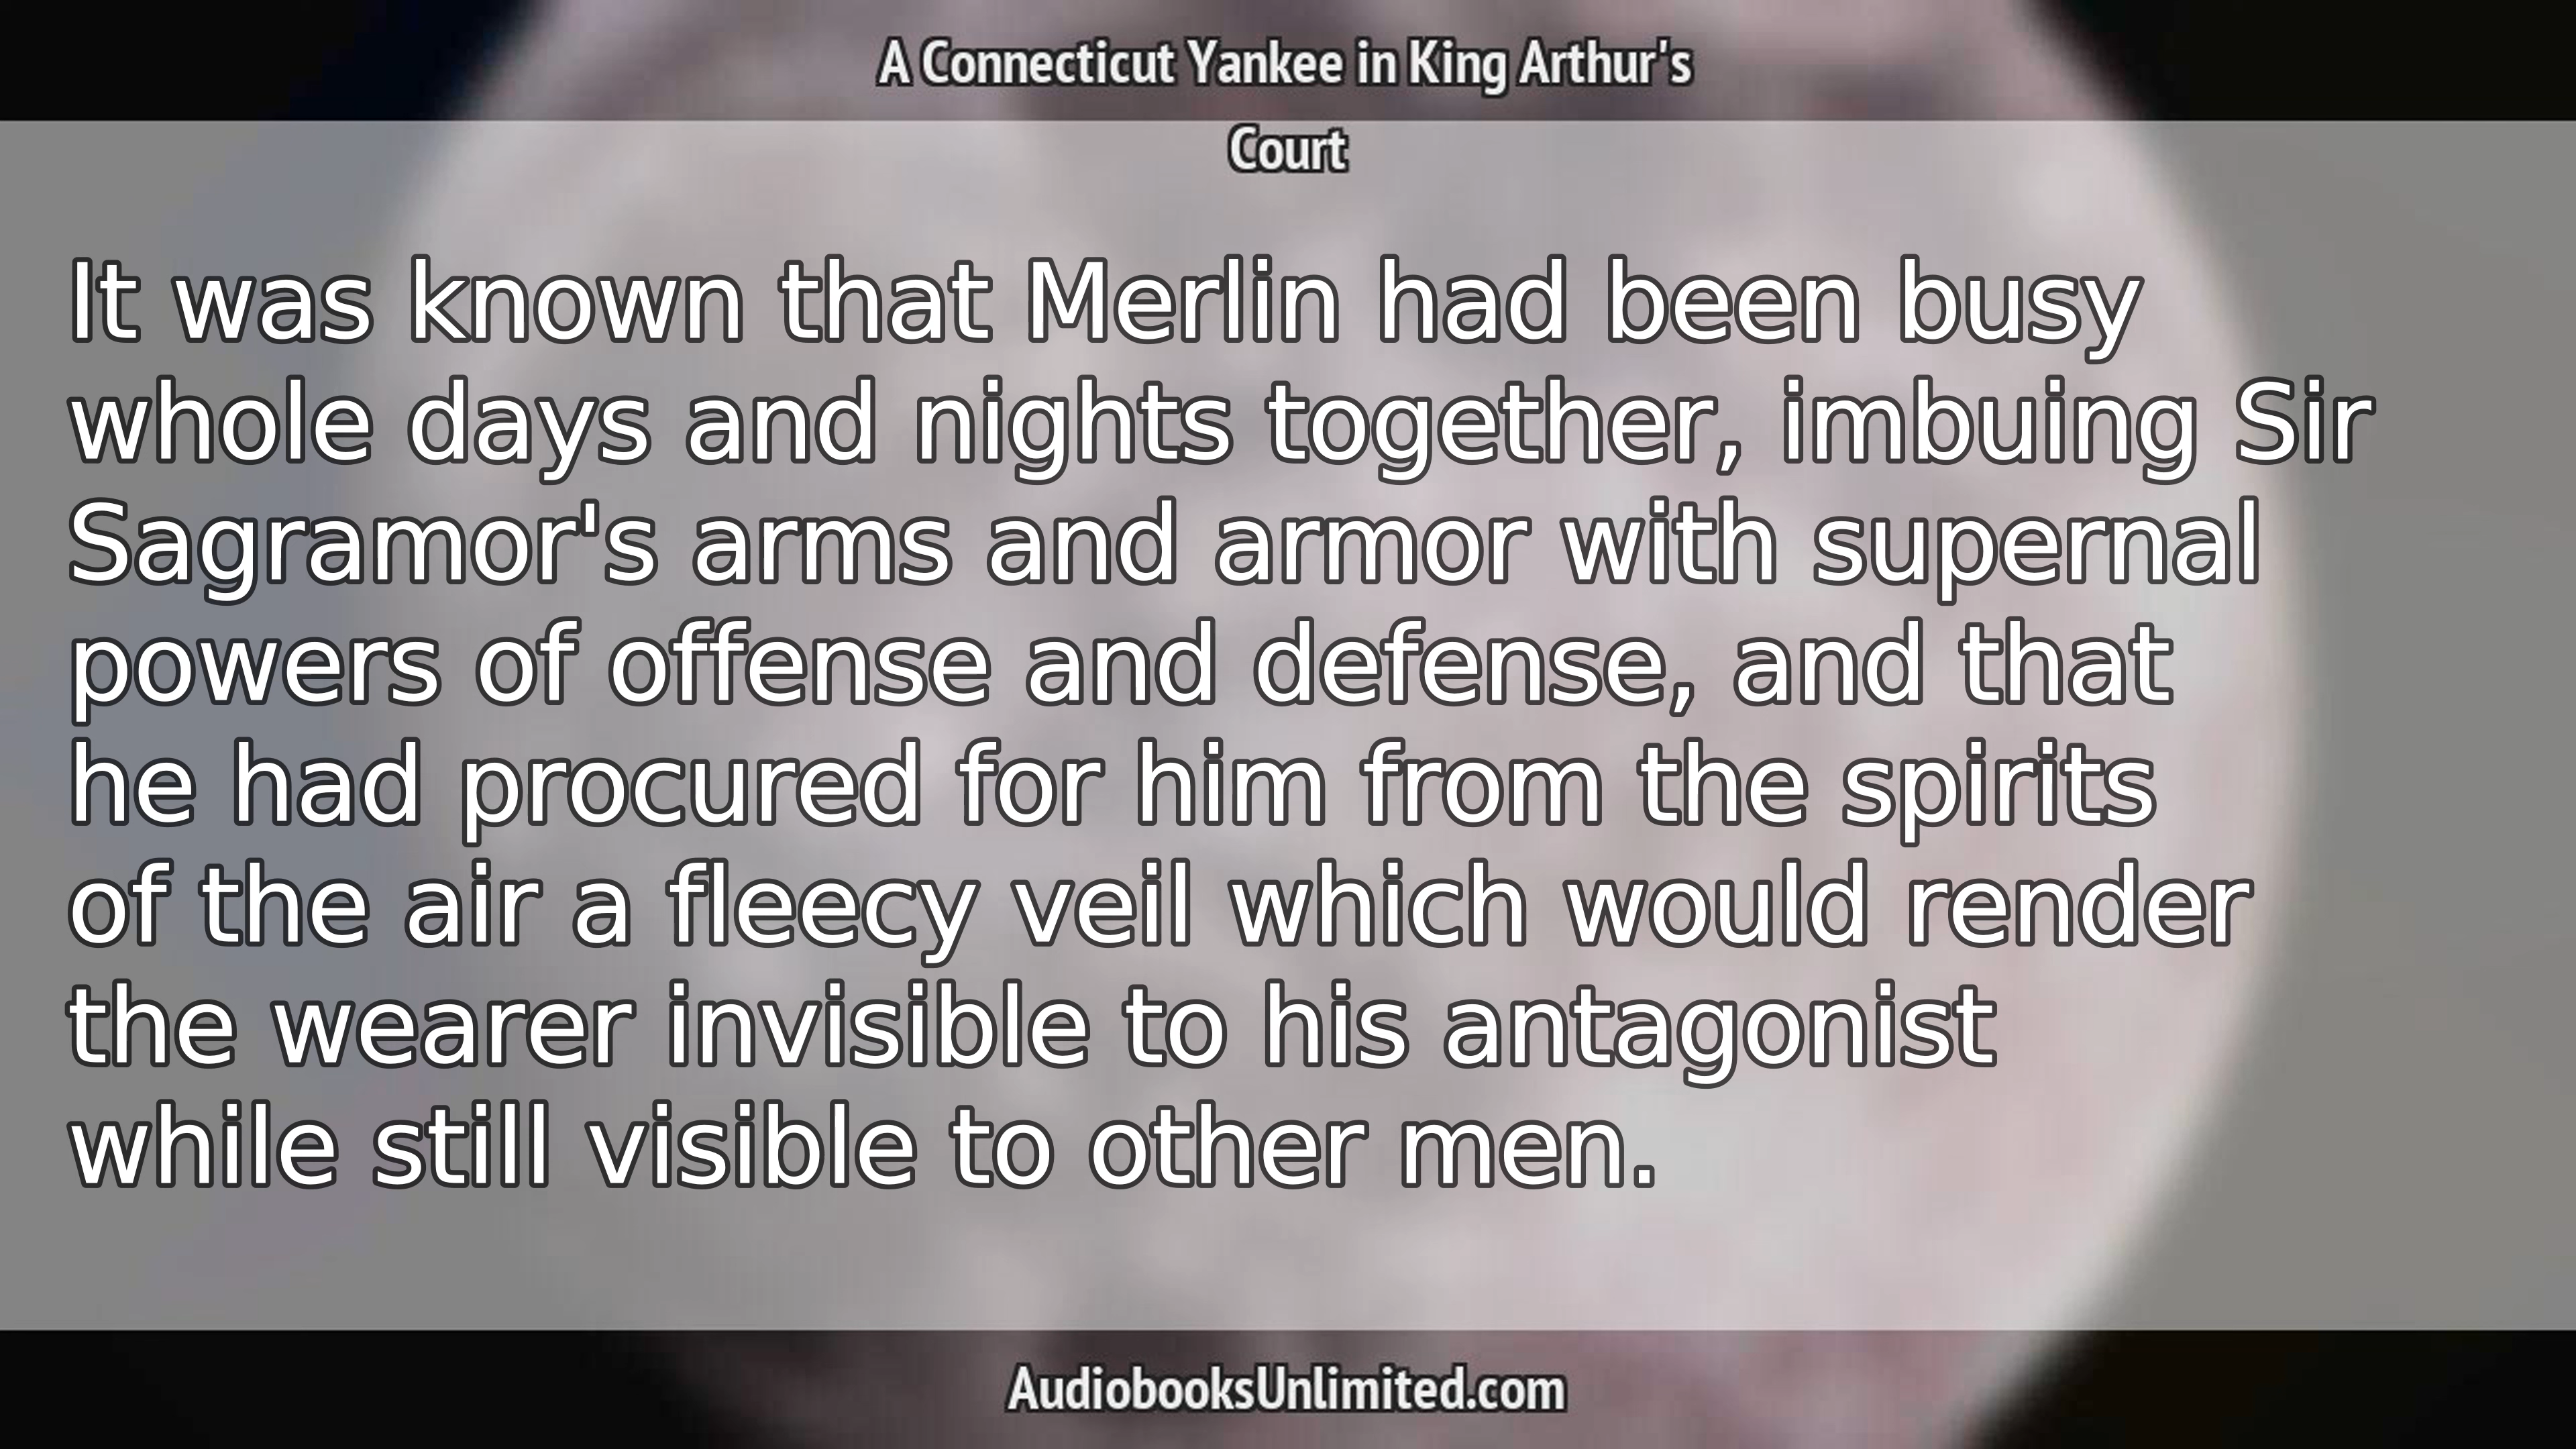 A Connecticut Yankee in King Arthur's
Court
It was known that Merlin had been busy
whole days and nights together, imbuing Sir
Sagramor's arms and armor with supernal
powers of offense and defense, and that
he had procured for him from the spirits
of the air a fleecy veil which would render
the wearer invisible to his antagonist
while still visible to other men.
AudiobooksUnlimited.com